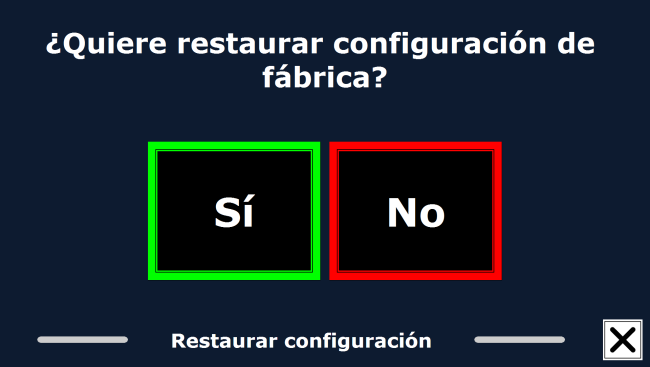 ¿Quiere restaurar configuración de
fábrica?
Sí
No
Restaurar configuración